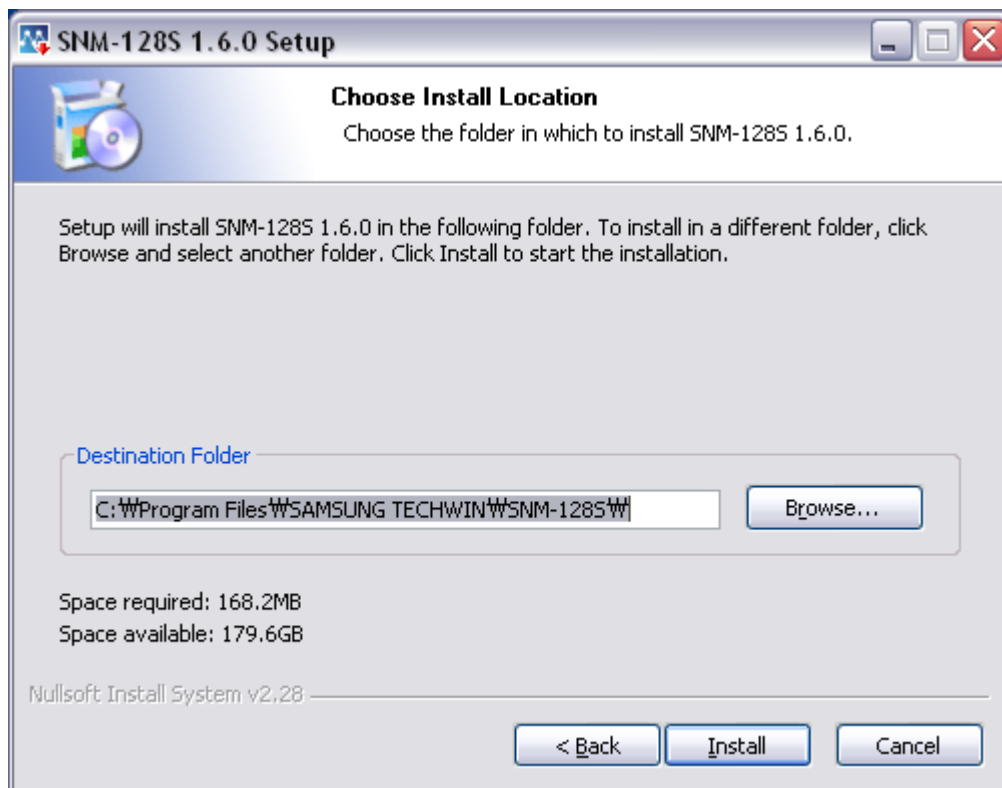 SNM-128S 1.6.0 Setup
Choose Install Location
Choose the folder in which to install SNM-128S 1.6.0.
Setup will install SNM-128S 1.6.0 in the following folder. To install in a different folder, click
Browse and select another folder. Click Install to start the installation.
Destination Folder
C:₩Program Files₩SAMSUNG TECHWIN₩SNM-128S₩
Browse...
Space required: 168.2MB
Space available: 179.6GB
Nullsoft Install System v2.28
< Back
Install
Cancel